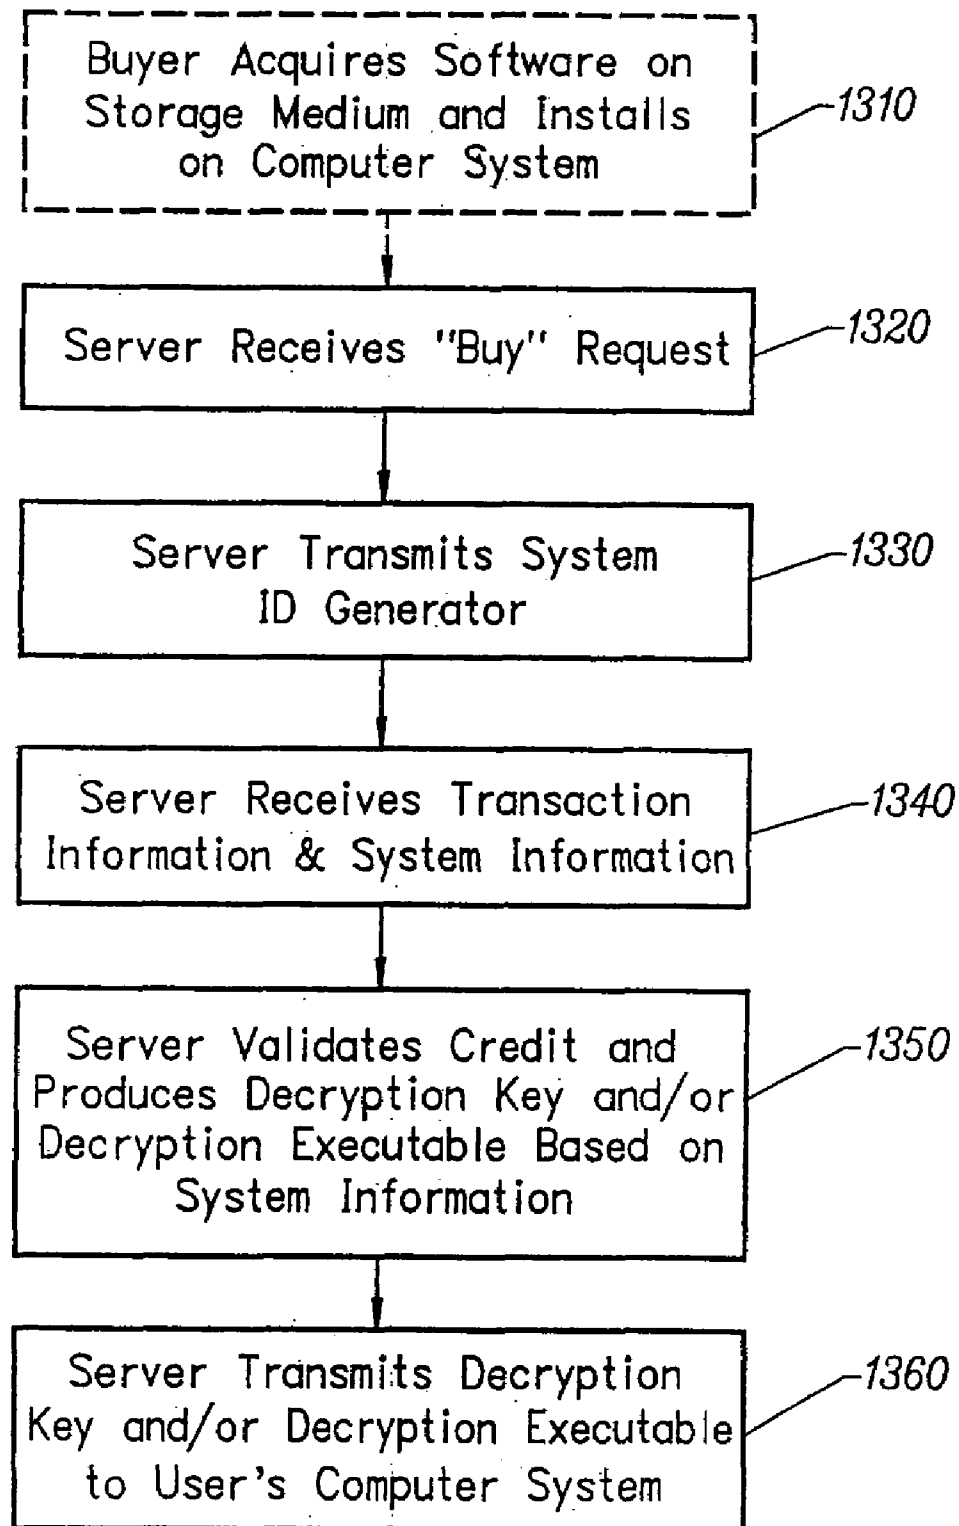 Buyer Acquires Software on
Storage Medium and Installs
on Computer System
1310
Server Receives "Buy" Request
1320
Server Transmits System
ID Generator
1330
Server Receives Transaction
Information & System Information
1340
Server Validates Credit and
Produces Decryption Key and/or
Decryption Executable Based on
System Information
1350
Server Transmits Decryption
Key and/or Decryption Executable
to User's Computer System
1360